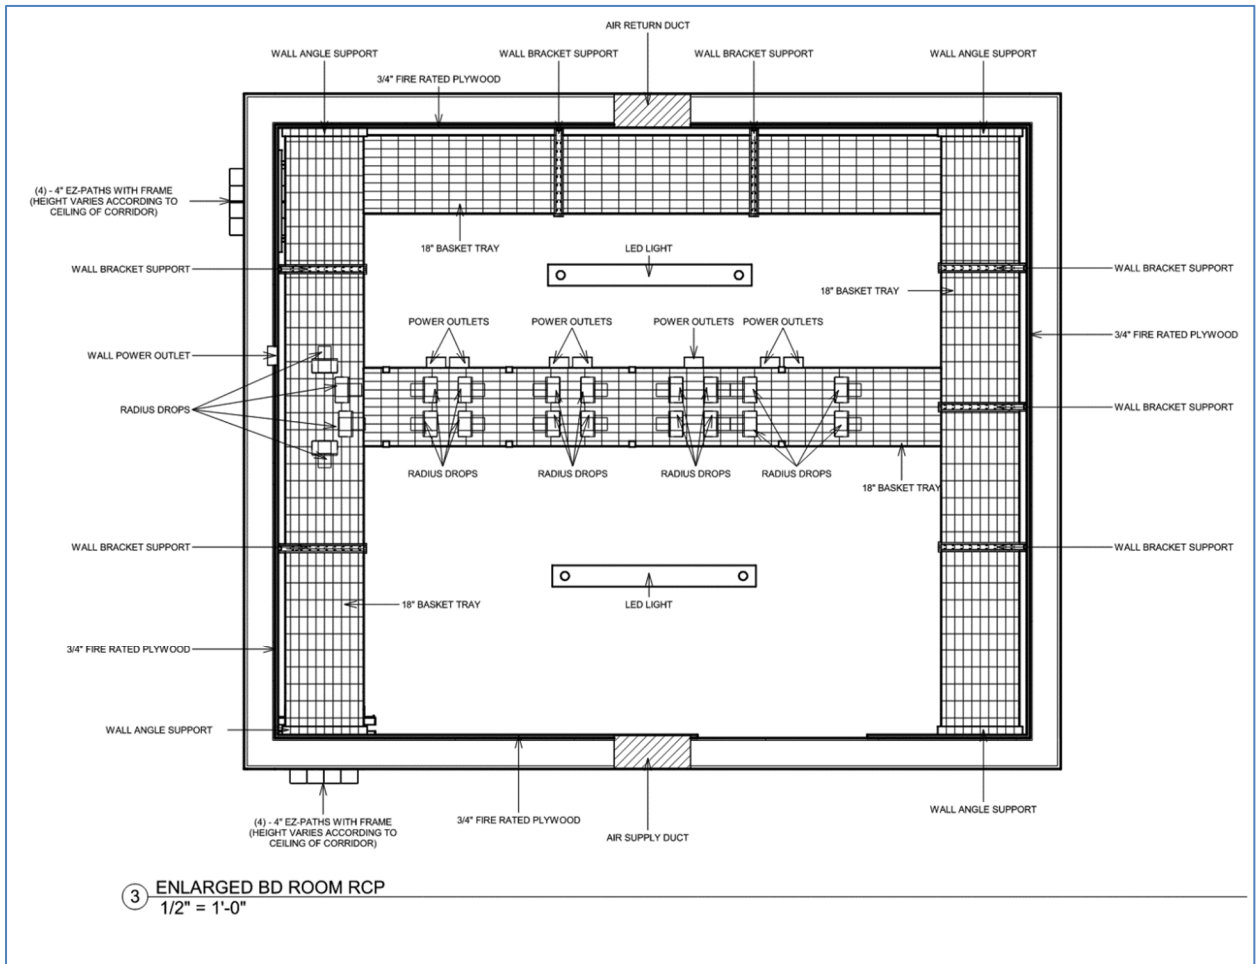 AIR RETURN DUCT
WALL ANGLE SUPPORT
WALL BRACKET SUPPORT
WALL BRACKET SUPPORT
WALL ANGLE SUPPORT
3/4" FIRE RATED PLYWOOD
(4) - 4" EZ-PATHS WITH FRAME
(HEIGHT VARIES ACCORDING TO
CEILING OF CORRIDOR)
18" BASKET TRAY
LED LIGHT
WALL BRACKET SUPPORT
WALL BRACKET SUPPORT
18" BASKET TRAY
POWER OUTLETS
POWER OUTLETS
POWER OUTLETS
POWER OUTLETS
3/4" FIRE RATED PLYWOOD
WALL POWER OUTLET
RADIUS DROPS
WALL BRACKET SUPPORT
RADIUS DROPS
RADIUS DROPS
RADIUS DROPS
RADIUS DROPS
18" BASKET TRAY
WALL BRACKET SUPPORT
WALL BRACKET SUPPORT
18" BASKET TRAY
LED LIGHT
3/4" FIRE RATED PLYWOOD
WALL ANGLE SUPPORT
WALL ANGLE SUPPORT
(4) - 4" EZ-PATHS WITH FRAME
(HEIGHT VARIES ACCORDING TO
CEILING OF CORRIDOR)
3/4" FIRE RATED PLYWOOD
AIR SUPPLY DUCT
3 ENLARGED BD ROOM RCP
1/2" = 1'-0"